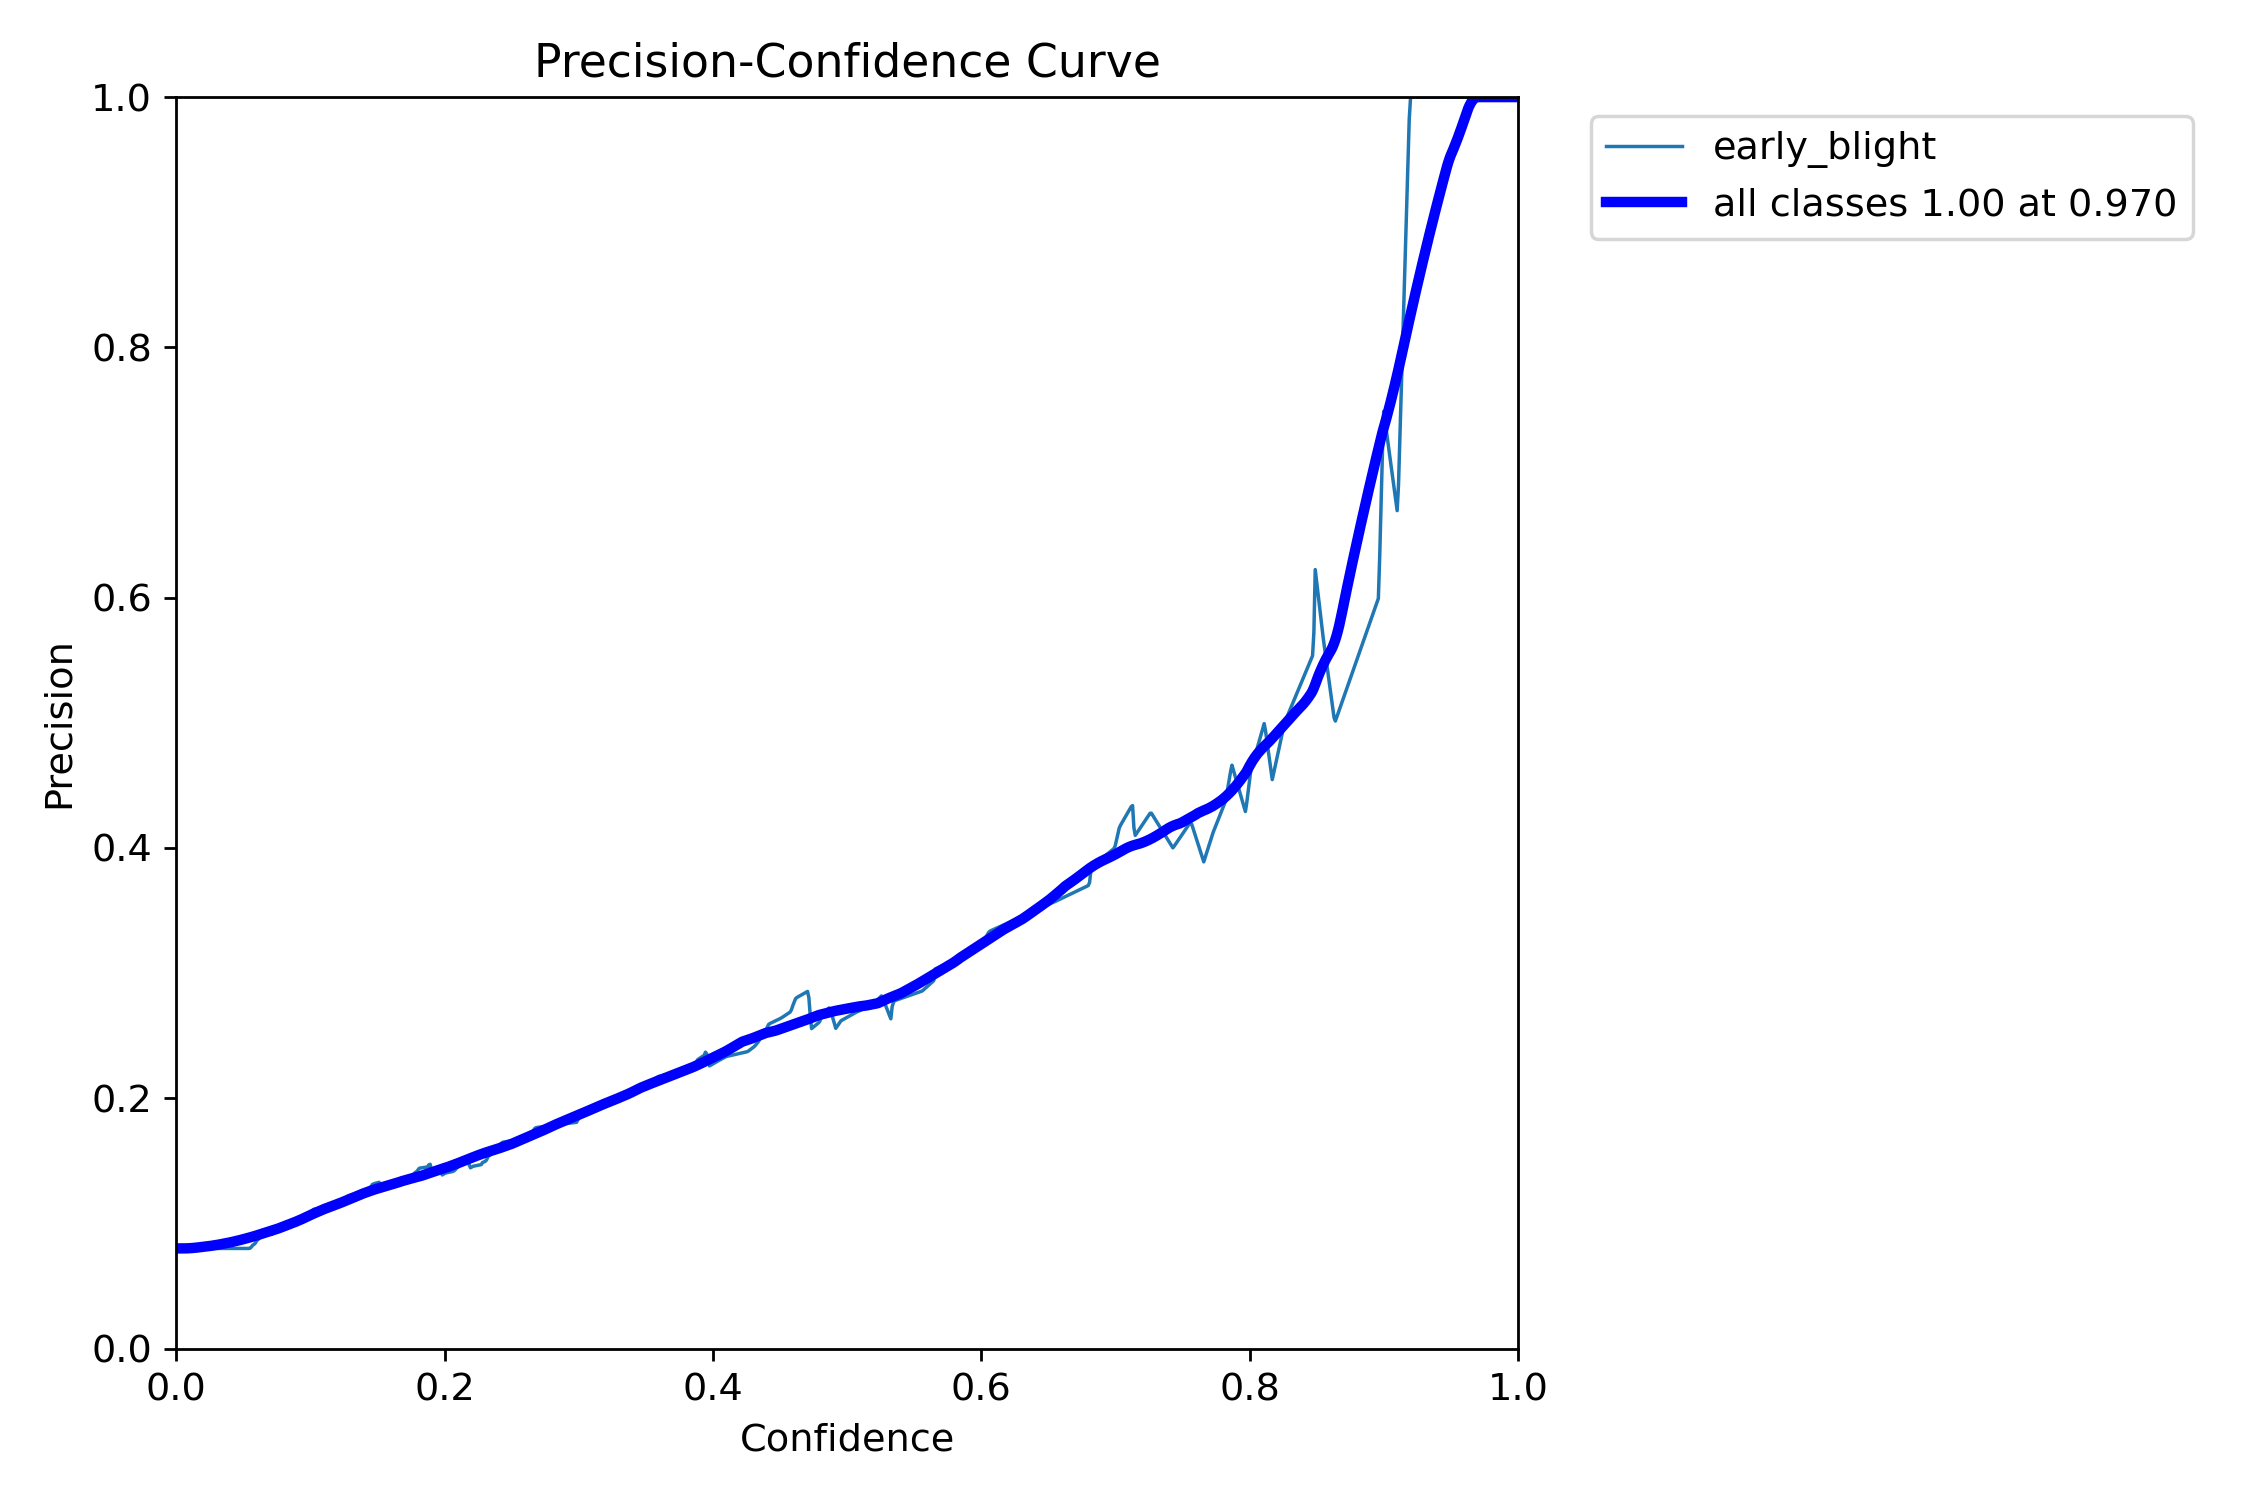 Precision-Confidence Curve
1.0
0.8
0.6
0.4
0.2
0.0
Precision
0.0 0.2 0.4 0.6 0.8 1.0
Confidence
early_blight
all classes 1.00 at 0.970